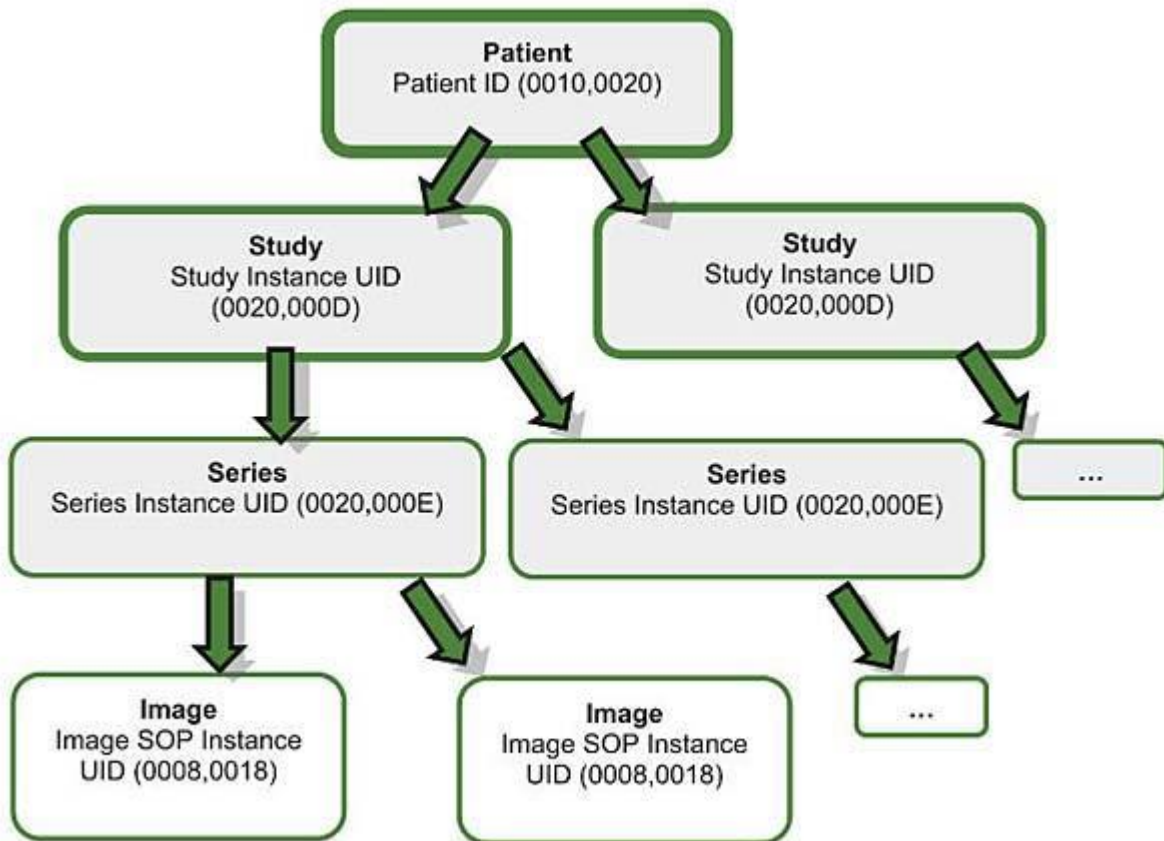 Patient
Patient ID (0010,0020)
Study
Study Instance UID
(0020,000D)
Study
Study Instance UID
(0020,000D)
Series
Series Instance UID (0020,000E)
Series
Series Instance UID (0020,000E)
...
Image
Image SOP Instance
UID (0008,0018)
Image
Image SOP Instance
UID (0008,0018)
...